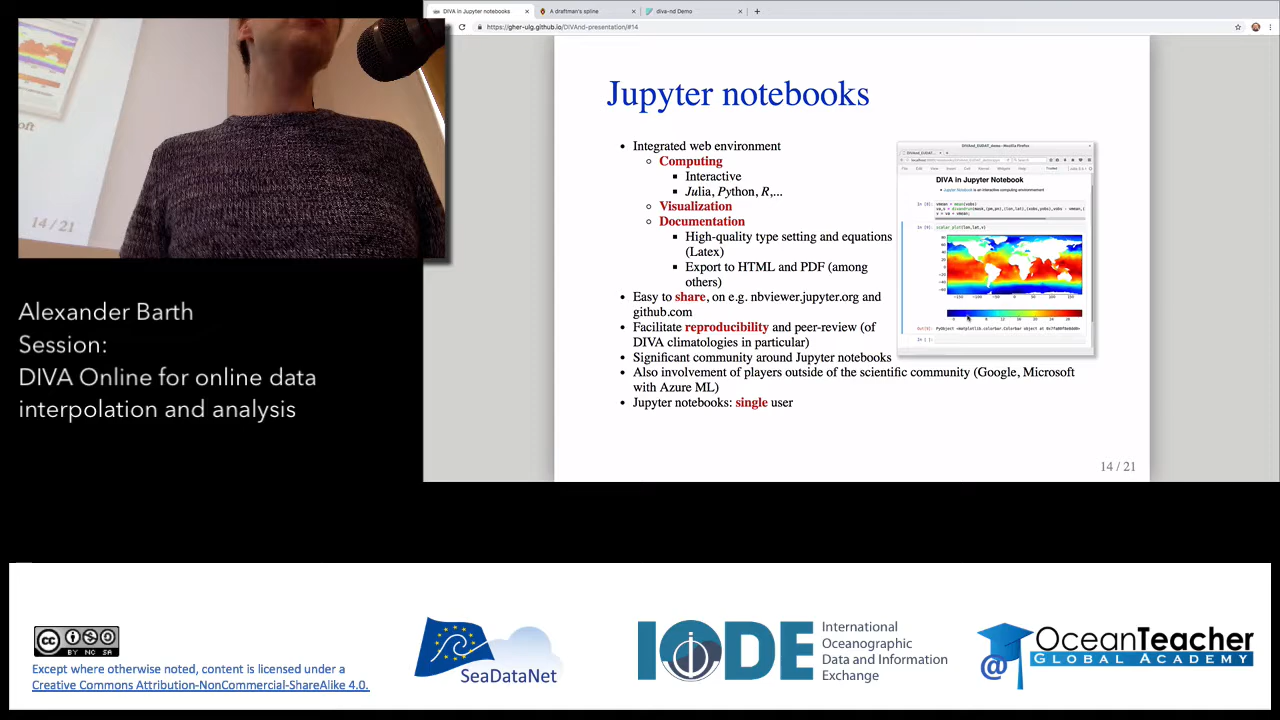 DIVA in Jupyter notebooks
A draftman's spline
diva-nd Demo
https://gher-ulg.github.io/DIVAnd-presentation/#14
14 / 21
Alexander Barth
Session:
DIVA Online for online data
interpolation and analysis
Jupyter notebooks
Integrated web environment
Computing
Interactive
Julia, Python, R,...
Visualization
Documentation
High-quality type setting and equations
(Latex)
Export to HTML and PDF (among
others)
Easy to share, on e.g. nbviewer.jupyter.org and
github.com
Facilitate reproducibility and peer-review (of
DIVA climatologies in particular)
Significant community around Jupyter notebooks
Also involvement of players outside of the scientific community (Google, Microsoft
with Azure ML)
Jupyter notebooks: single user
DIVA in Jupyter Notebook
Jupyter Notebook is an interactive computing environnement
14 / 21
CC BY NC SA
Except where otherwise noted, content is licensed under a
Creative Commons Attribution-NonCommercial-ShareAlike 4.0.
SeaDataNet
IODE
International
Oceanographic
Data and Information
Exchange
@
OceanTeacher
GLOBAL ACADEMY